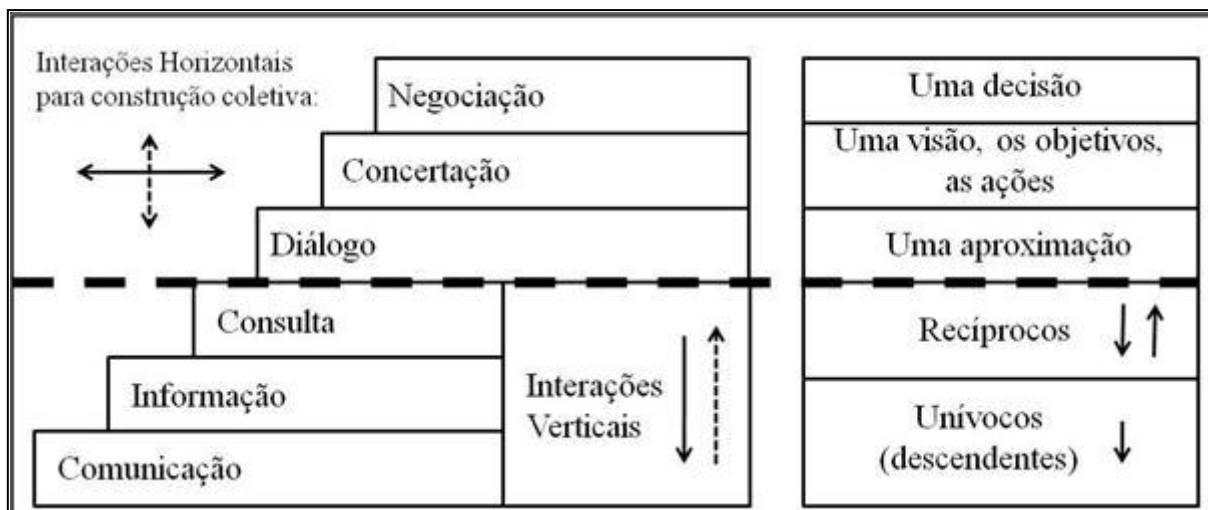 Interações Horizontais
para construção coletiva:
Negociação
Concertação
Diálogo
Consulta
Informação
Comunicação
Interações
Verticais
Uma decisão
Uma visão, os objetivos,
as ações
Uma aproximação
Recíprocos
Unívocos
(descendentes)